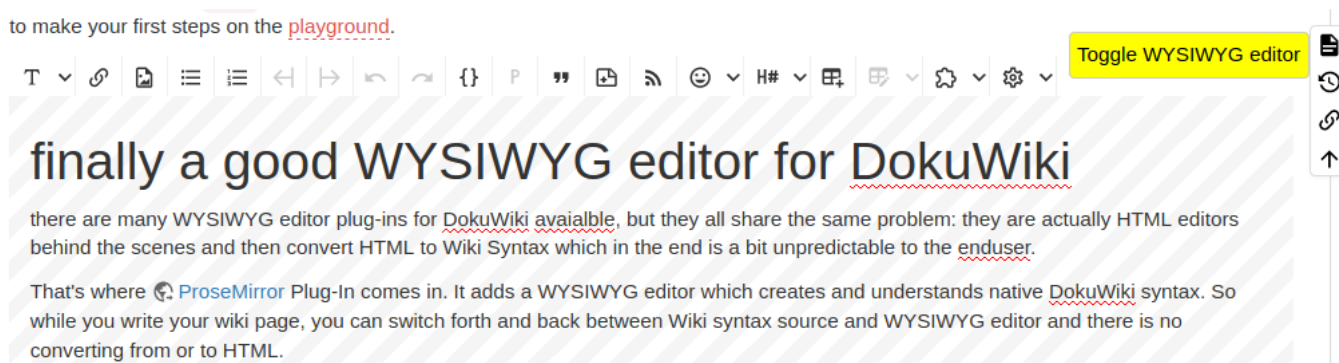 to make your first steps on the playground.
Toggle WYSIWYG editor
T {} P H#
finally a good WYSIWYG editor for DokuWiki
there are many WYSIWYG editor plug-ins for DokuWiki avaialble, but they all share the same problem: they are actually HTML editors
behind the scenes and then convert HTML to Wiki Syntax which in the end is a bit unpredictable to the enduser.
That's where ProseMirror Plug-In comes in. It adds a WYSIWYG editor which creates and understands native DokuWiki syntax. So
while you write your wiki page, you can switch forth and back between Wiki syntax source and WYSIWYG editor and there is no
converting from or to HTML.